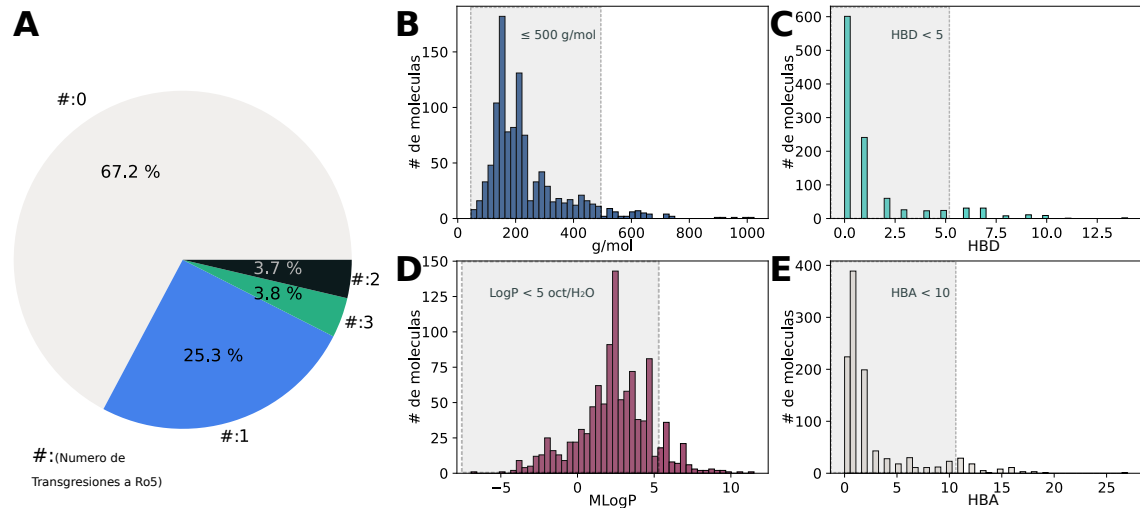 A
#:0
67.2 %
3.7 %
#:2
3.8 %
#:3
25.3 %
#:1
#:(Numero de
Transgresiones a Ro5)
B
≤ 500 g/mol
# de moleculas
150
100
50
0
0
200
400
600
800
1000
g/mol
C
HBD < 5
# de moleculas
600
500
400
300
200
100
0
0.0
2.5
5.0
7.5
10.0
12.5
HBD
D
LogP < 5 oct/H₂O
# de moleculas
150
125
100
75
50
25
0
−5
0
5
10
MLogP
E
HBA < 10
# de moleculas
400
300
200
100
0
0
5
10
15
20
25
HBA